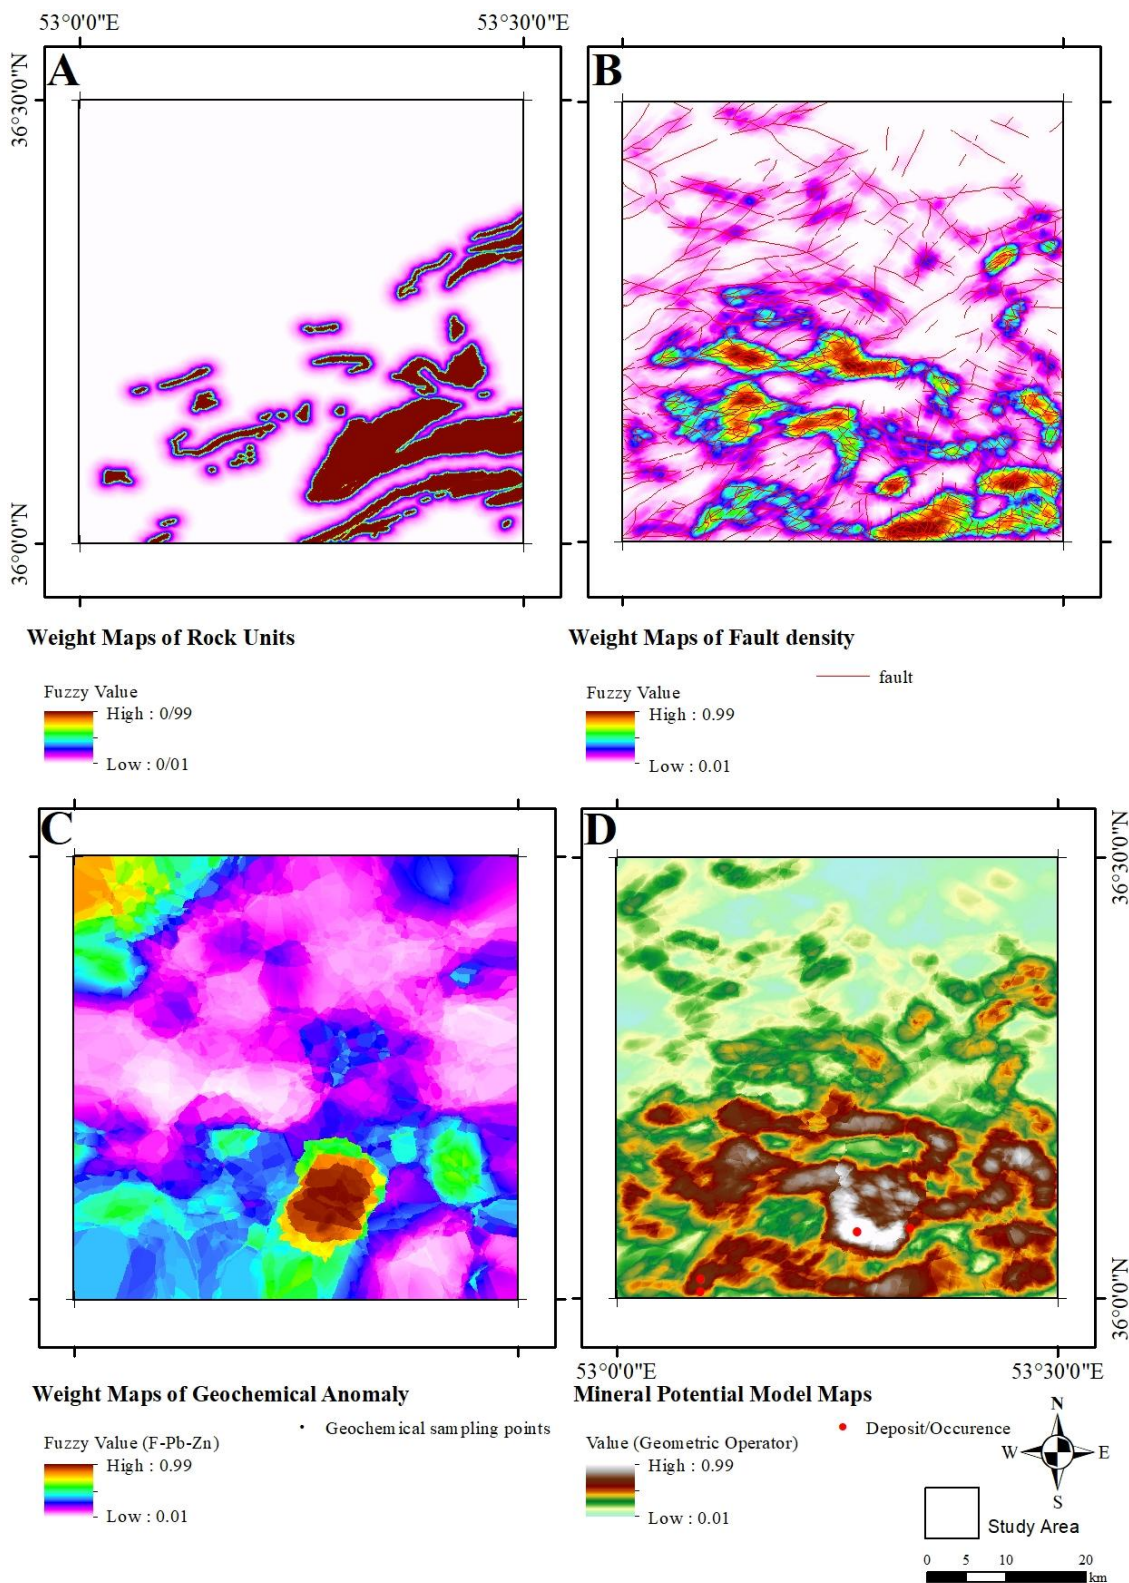 53°0'0"E 53°30'0"E
36°30'0"N
36°0'0"N
A
B
Weight Maps of Rock Units
Fuzzy Value
High : 0/99
Low : 0/01
Weight Maps of Fault density
fault
Fuzzy Value
High : 0.99
Low : 0.01
C
D
36°30'0"N
36°0'0"N
53°0'0"E 53°30'0"E
Weight Maps of Geochemical Anomaly
Geochemical sampling points
Fuzzy Value (F-Pb-Zn)
High : 0.99
Low : 0.01
Mineral Potential Model Maps
Deposit/Occurence
Value (Geometric Operator)
High : 0.99
Low : 0.01
N
W E
S
Study Area
0 5 10 20
km